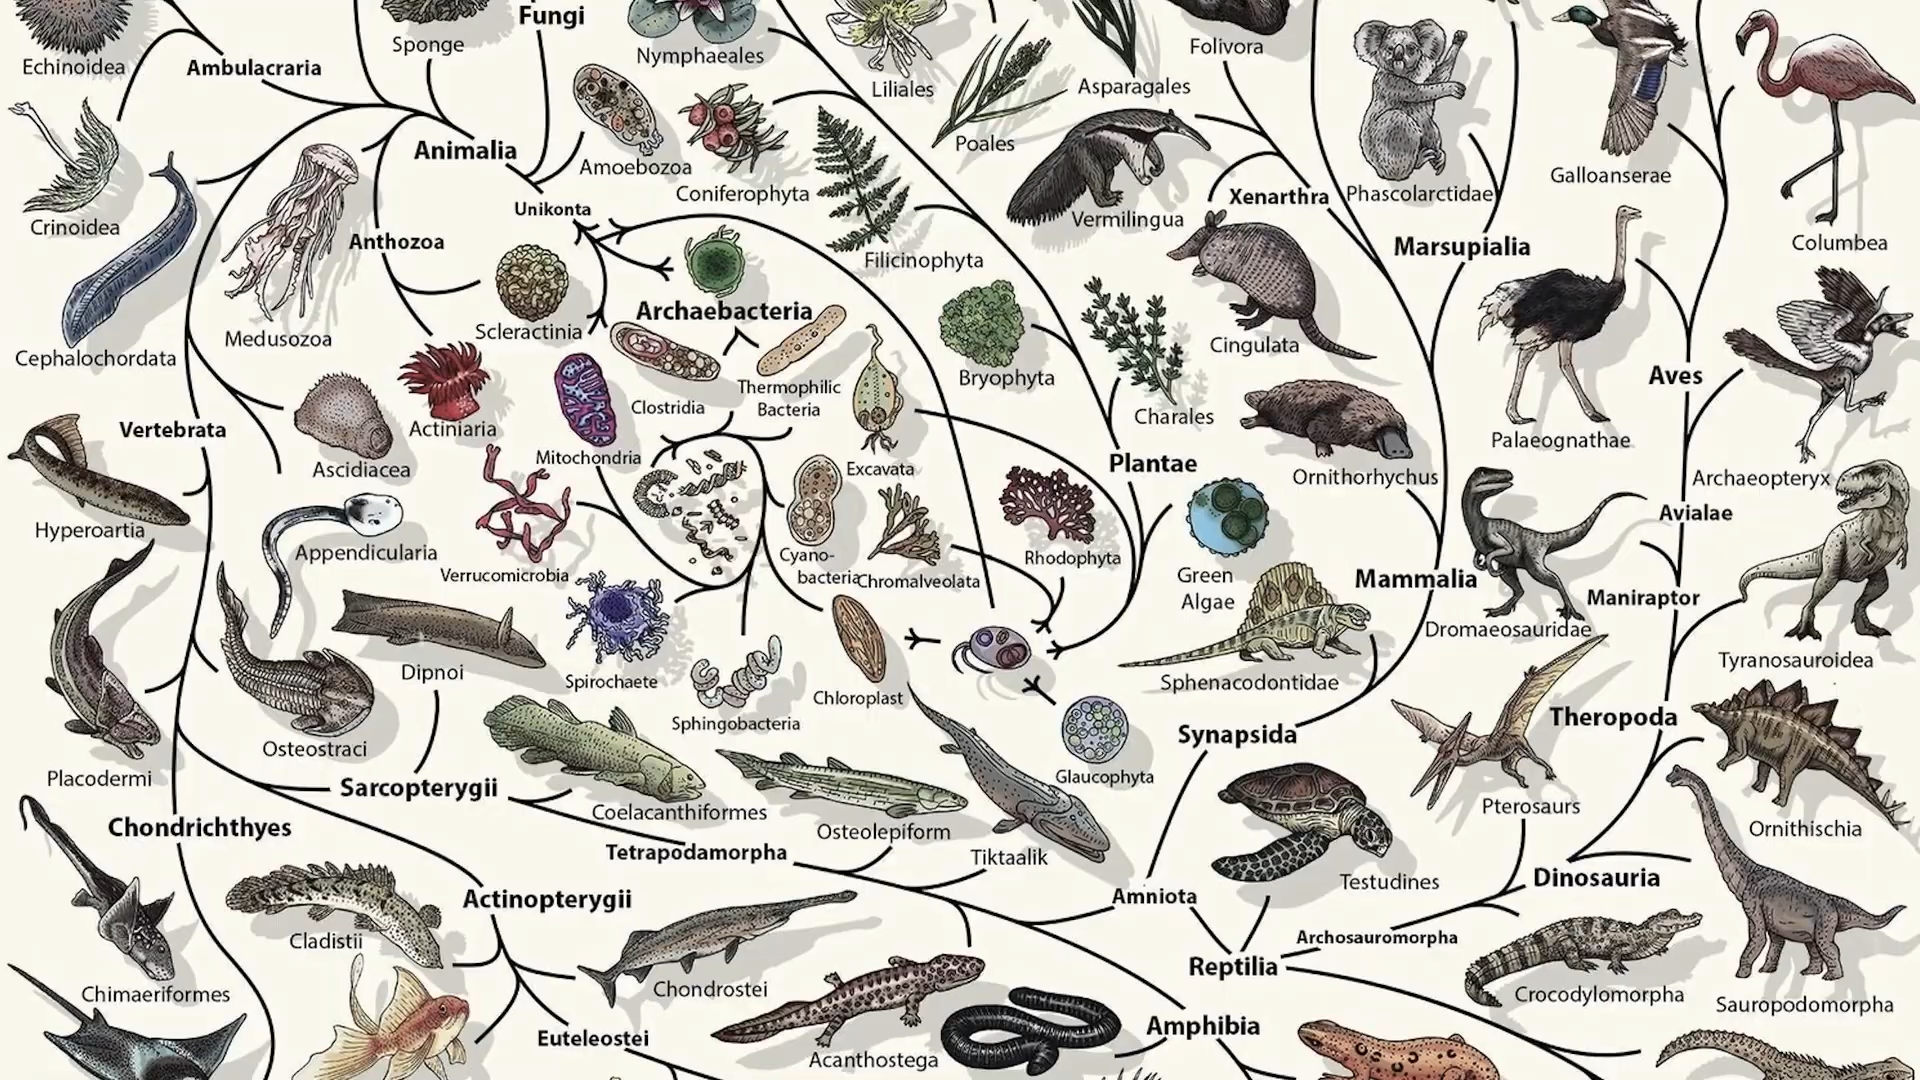 Fungi
Sponge
Nymphaeales
Folivora
Echinoidea
Ambulacraria
Liliales
Asparagales
Animalia
Amoebozoa
Poales
Galloanserae
Coniferophyta
Phascolarctidae
Xenarthra
Unikonta
Vermilingua
Crinoidea
Anthozoa
Columbea
Marsupialia
Filicinophyta
Archaebacteria
Scleractinia
Medusozoa
Cingulata
Cephalochordata
Bryophyta
Aves
Thermophilic
Bacteria
Clostridia
Charales
Vertebrata
Actiniaria
Palaeognathae
Mitochondria
Plantae
Ascidiacea
Excavata
Ornithorhychus
Archaeopteryx
Avialae
Hyperoartia
Appendicularia
Cyano-
bacteria
Rhodophyta
Verrucomicrobia
Chromalveolata
Green
Algae
Mammalia
Maniraptor
Dromaeosauridae
Tyranosauroidea
Dipnoi
Spirochaete
Sphenacodontidae
Chloroplast
Theropoda
Sphingobacteria
Synapsida
Osteostraci
Placodermi
Glaucophyta
Sarcopterygii
Pterosaurs
Coelacanthiformes
Chondrichthyes
Osteolepiform
Ornithischia
Tetrapodamorpha
Tiktaalik
Dinosauria
Testudines
Amniota
Actinopterygii
Cladistii
Archosauromorpha
Reptilia
Chondrostei
Chimaeriformes
Crocodylomorpha
Sauropodomorpha
Amphibia
Euteleostei
Acanthostega